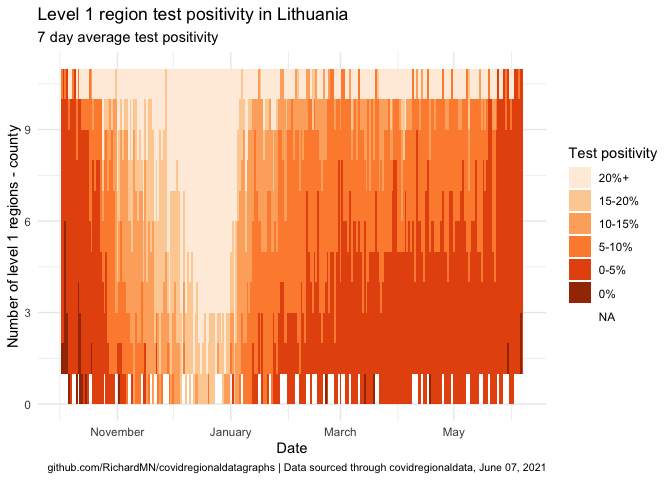 Level 1 region test positivity in Lithuania
7 day average test positivity
Number of level 1 regions - county
9
6
3
0
November
January
March
May
Date
Test positivity
20%+
15-20%
10-15%
5-10%
0-5%
0%
NA
github.com/RichardMN/covidregionaldatagraphs | Data sourced through covidregionaldata, June 07, 2021